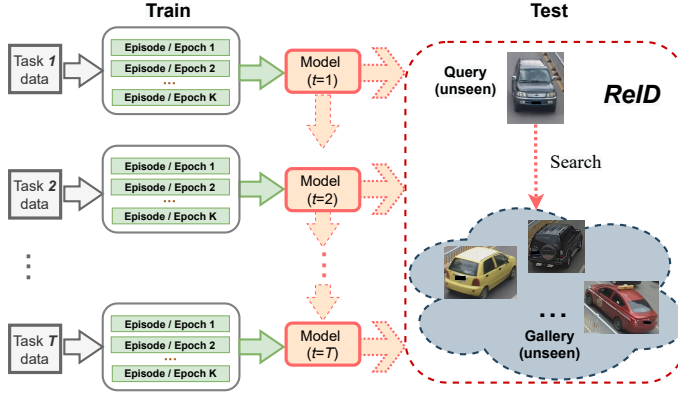 Train
Test
Task 1
data
Episode / Epoch 1
Episode / Epoch 2
...
Episode / Epoch K
Model
(t=1)
Task 2
data
Episode / Epoch 1
Episode / Epoch 2
...
Episode / Epoch K
Model
(t=2)
...
Task T
data
Episode / Epoch 1
Episode / Epoch 2
...
Episode / Epoch K
Model
(t=T)
Query
(unseen)
ReID
Search
...
Gallery
(unseen)